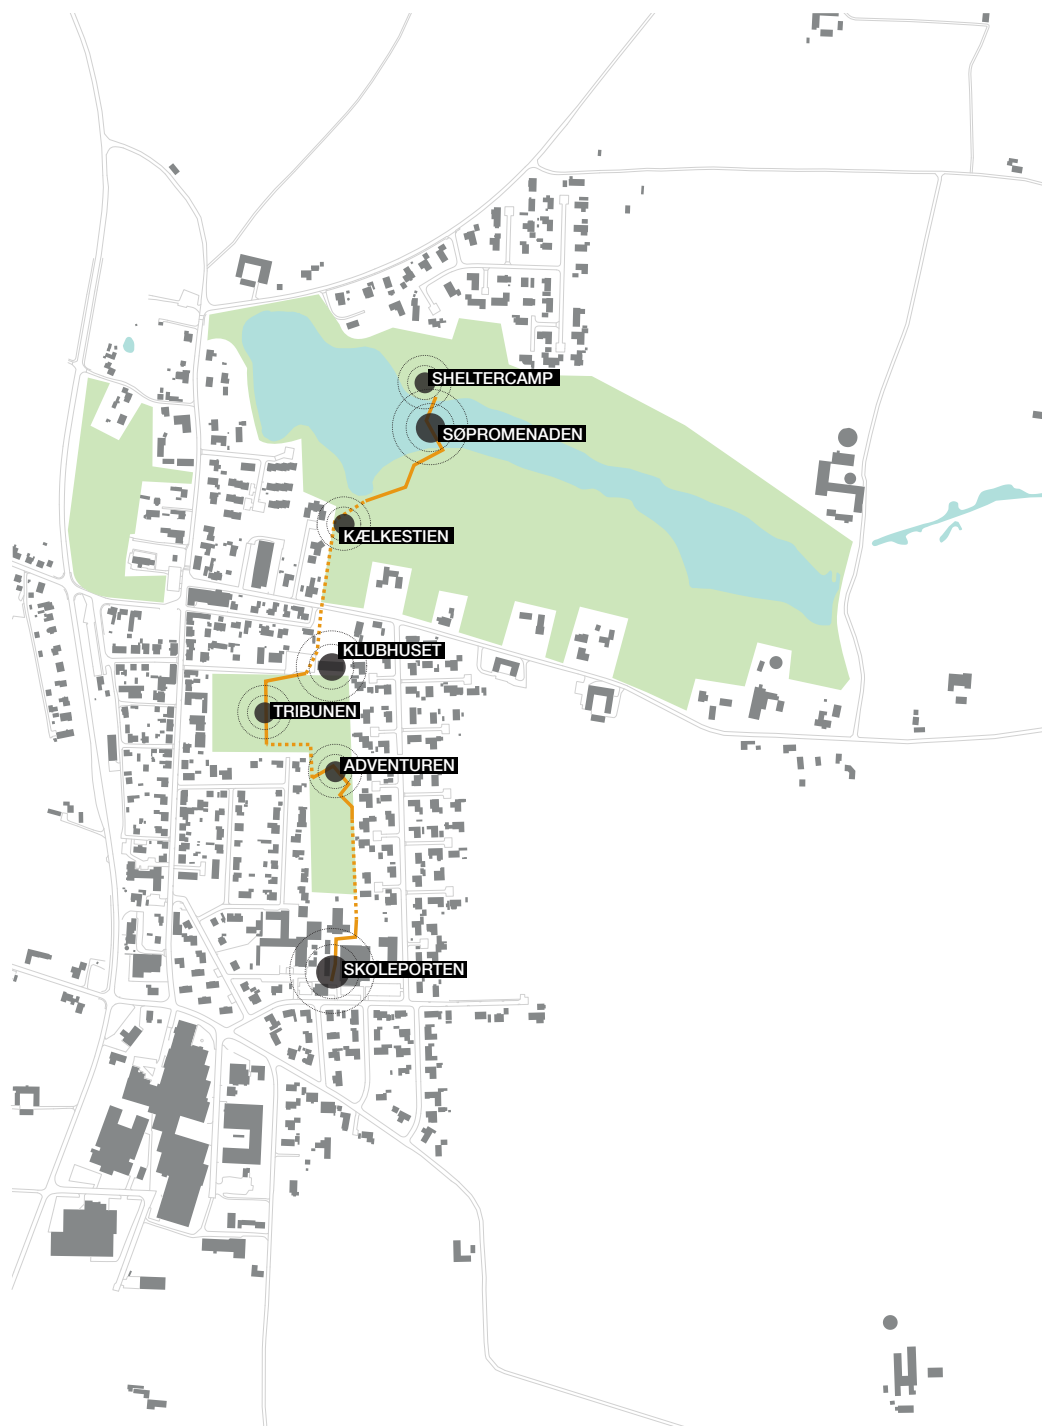 SHELTERCAMP
SØPROMENADEN
KÆLKESTIEN
KLUBHUSET
TRIBUNEN
ADVENTUREN
SKOLEPORTEN